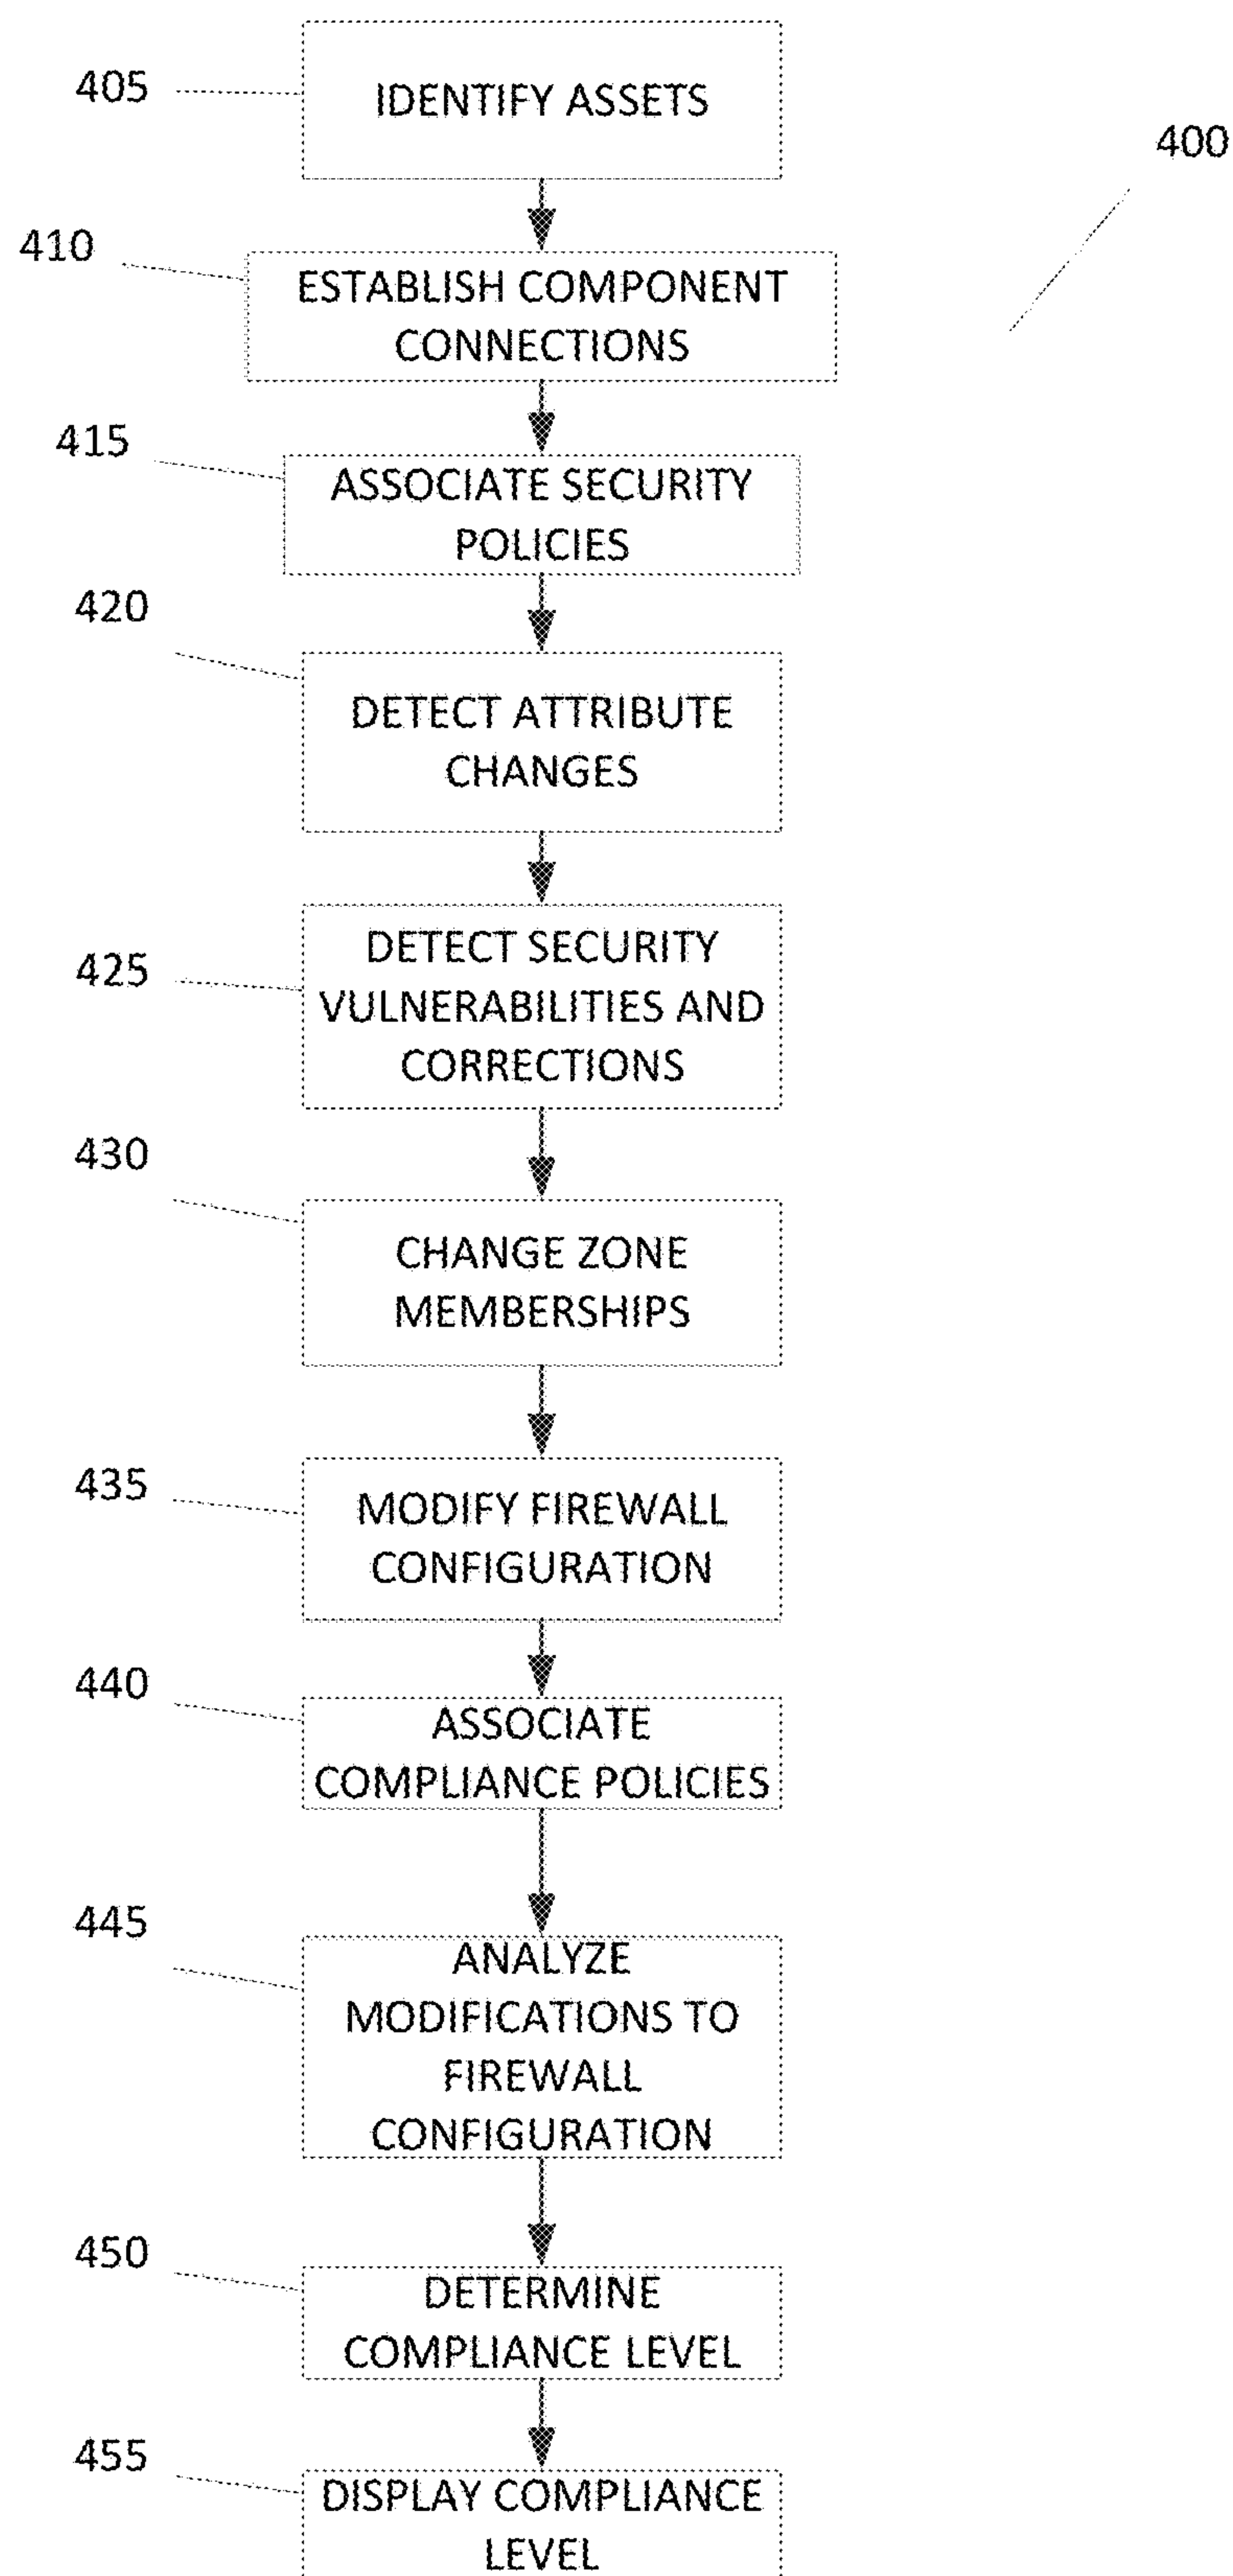 405
IDENTIFY ASSETS
400
410
ESTABLISH COMPONENT
CONNECTIONS
415
ASSOCIATE SECURITY
POLICIES
420
DETECT ATTRIBUTE
CHANGES
425
DETECT SECURITY
VULNERABILITIES AND
CORRECTIONS
430
CHANGE ZONE
MEMBERSHIPS
435
MODIFY FIREWALL
CONFIGURATION
440
ASSOCIATE
COMPLIANCE POLICIES
445
ANALYZE
MODIFICATIONS TO
FIREWALL
CONFIGURATION
450
DETERMINE
COMPLIANCE LEVEL
455
DISPLAY COMPLIANCE
LEVEL